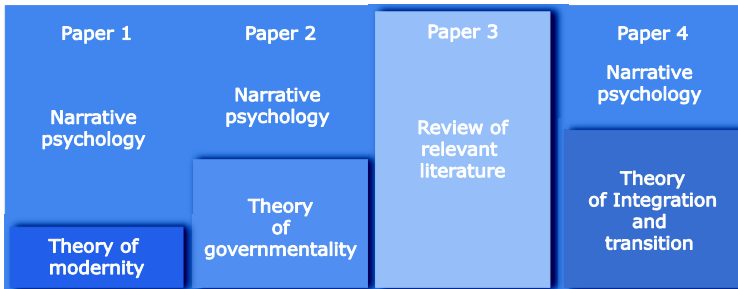 Paper 1
Narrative
psychology
Theory of
modernity
Paper 2
Narrative
psychology
Theory
of
governmentality
Paper 3
Review of
relevant
literature
Paper 4
Narrative
psychology
Theory
of Integration
and
transition